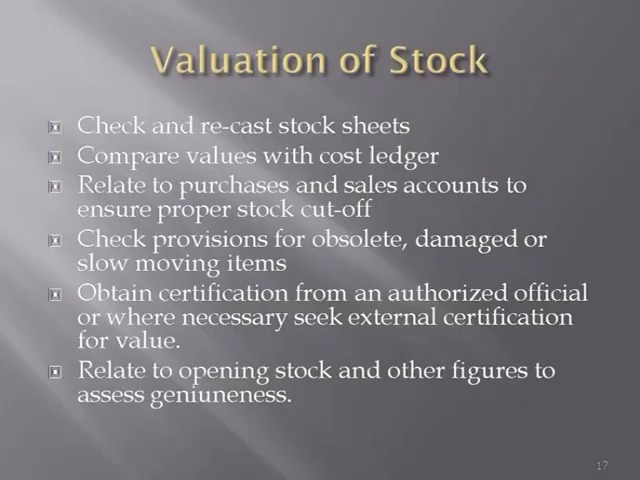 Valuation of Stock
Check and re-cast stock sheets
Compare values with cost ledger
Relate to purchases and sales accounts to
ensure proper stock cut-off
Check provisions for obsolete, damaged or
slow moving items
Obtain certification from an authorized official
or where necessary seek external certification
for value.
Relate to opening stock and other figures to
assess geniuneness.
17